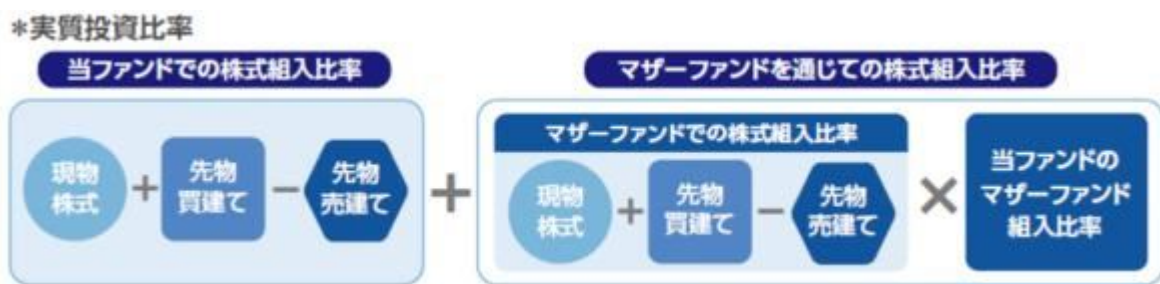 *実質投資比率
当ファンドでの株式組入比率
現物
株式
+
先物
買建て
−
先物
売建て
+
マザーファンドを通じての株式組入比率
マザーファンドでの株式組入比率
現物
株式
+
先物
買建て
−
先物
売建て
×
当ファンドの
マザーファンド
組入比率